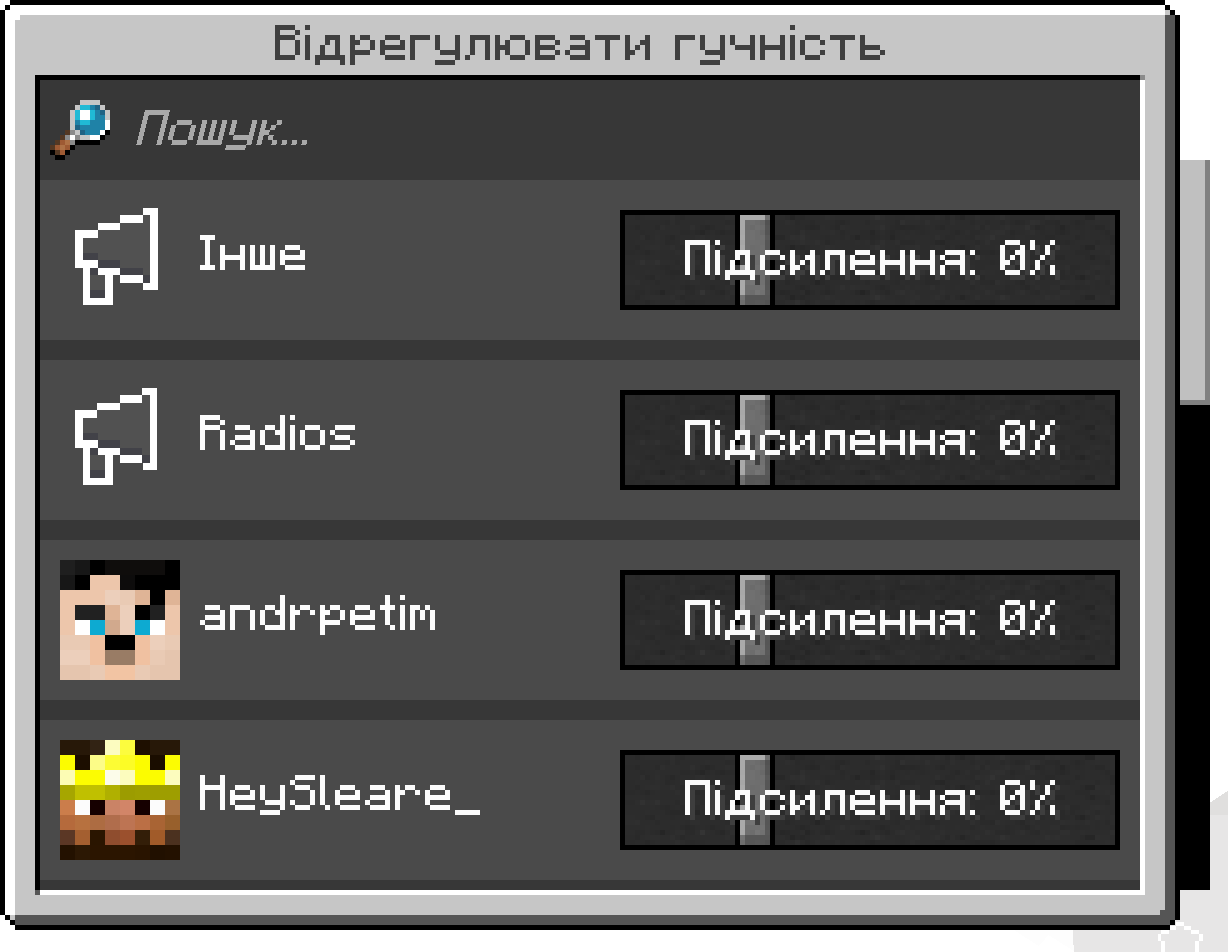 Відрегулювати гучність
Пошук...
Інше
Підсилення: 0%
Radios
Підсилення: 0%
andrpetim
Підсилення: 0%
HeySleare_
Підсилення: 0%